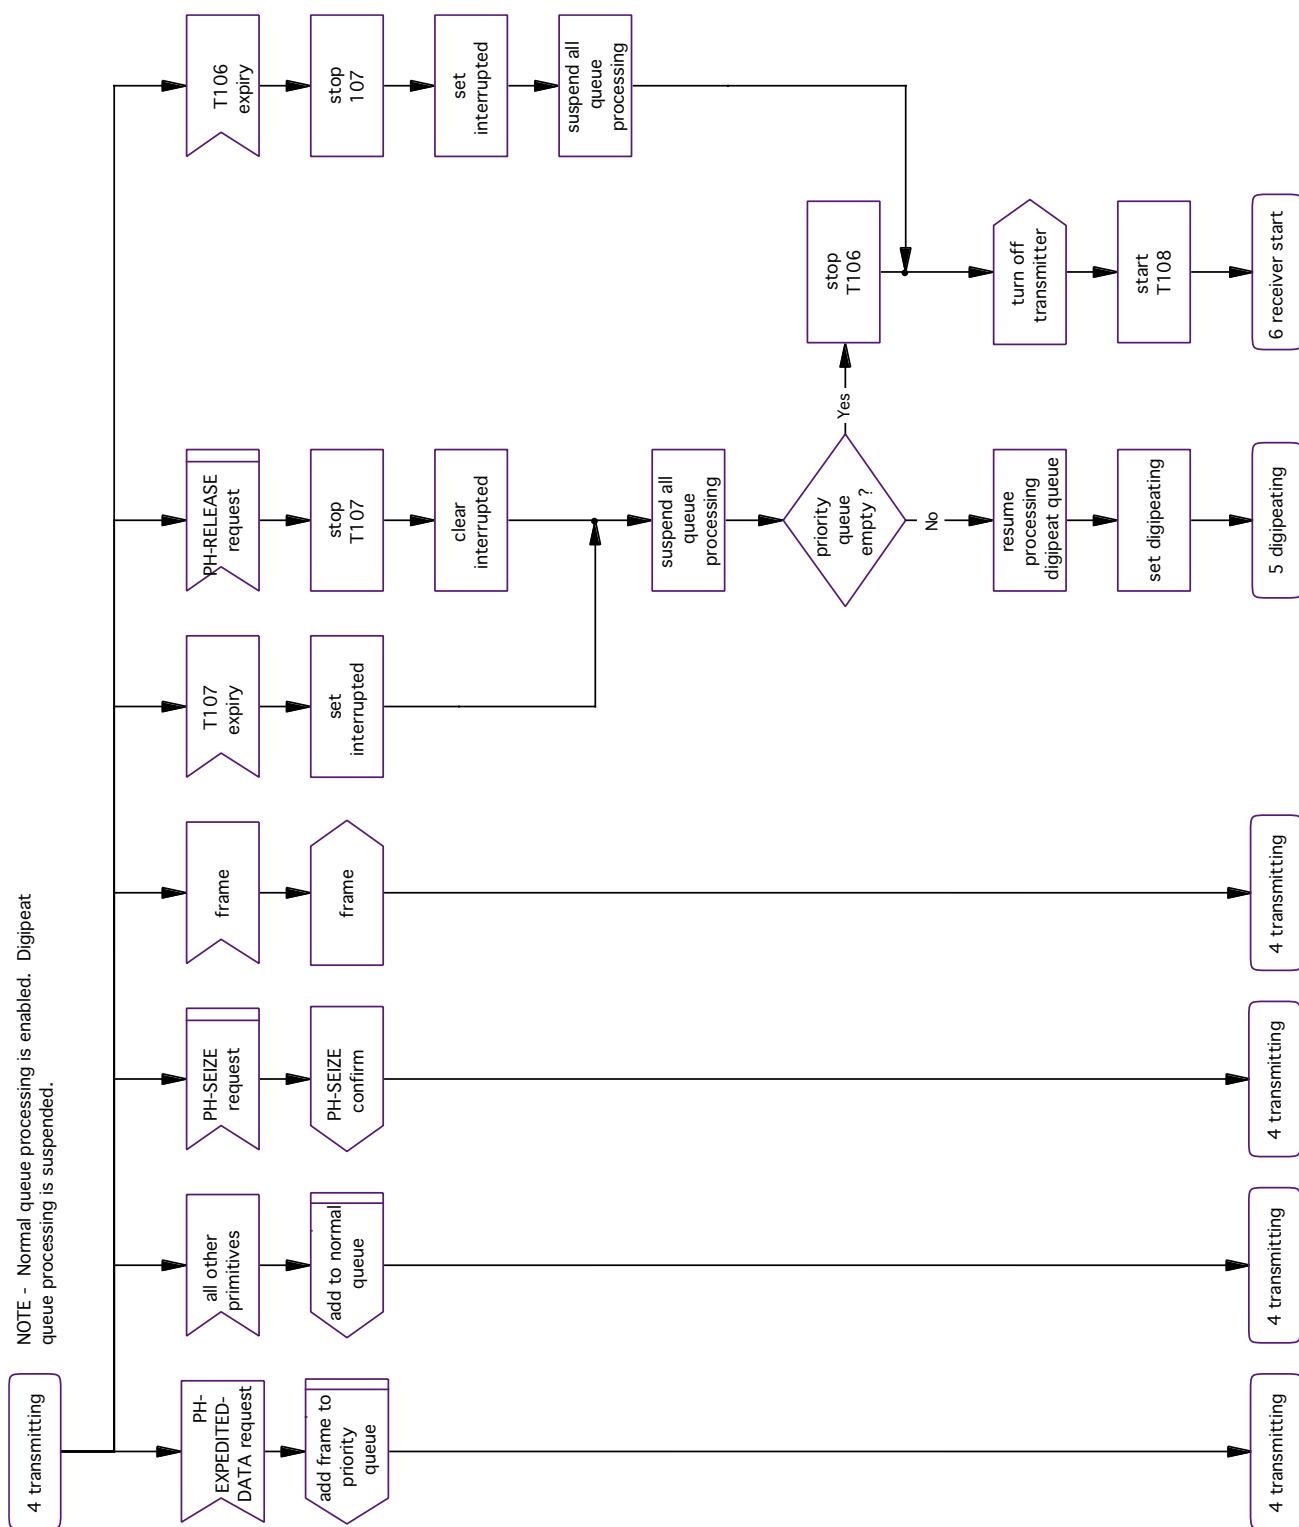 4 transmitting
NOTE - Normal queue processing is enabled. Digipeat
queue processing is suspended.
PH-
EXPEDITED-
DATA request
add frame to
priority
queue
4 transmitting
all other
primitives
add to normal
queue
4 transmitting
PH-SEIZE
request
PH-SEIZE
confirm
4 transmitting
frame
frame
4 transmitting
T107
expiry
set
interrupted
PH-RELEASE
request
stop
T107
clear
interrupted
suspend all
queue
processing
priority
queue
empty ?
No
resume
processing
digipeat queue
set digipeating
5 digipeating
Yes
stop
T106
turn off
transmitter
start
T108
6 receiver start
T106
expiry
stop
107
set
interrupted
suspend all
queue
processing